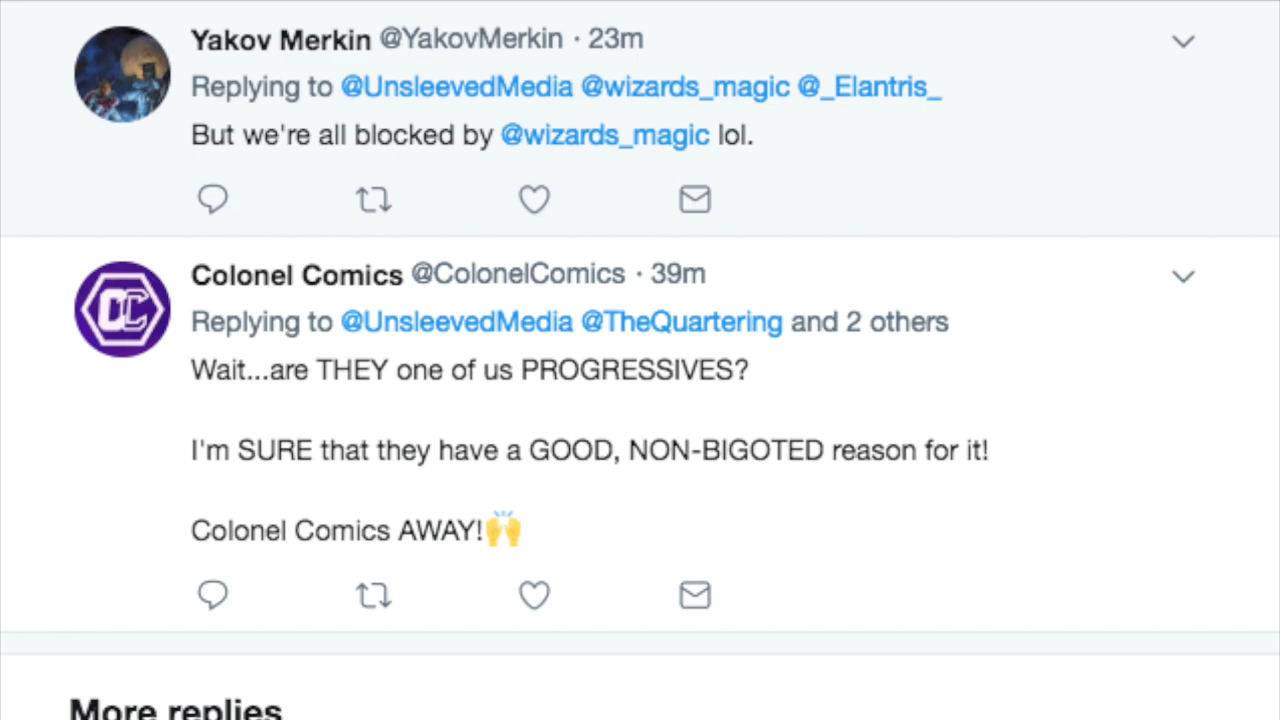 Yakov Merkin @YakovMerkin · 23m
Replying to @UnsleevedMedia @wizards_magic @_Elantris_
But we're all blocked by @wizards_magic lol.
Colonel Comics @ColonelComics · 39m
CC
Replying to @UnsleevedMedia @TheQuartering and 2 others
Wait...are THEY one of us PROGRESSIVES?
I'm SURE that they have a GOOD, NON-BIGOTED reason for it!
Colonel Comics AWAY!🙌
More replies